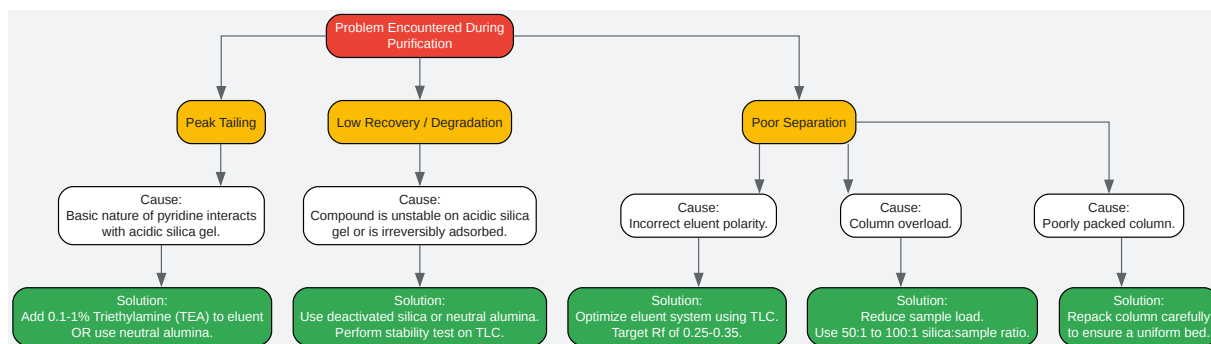 Problem Encountered During
Purification
Peak Tailing
Low Recovery / Degradation
Poor Separation
Cause:
Basic nature of pyridine interacts
with acidic silica gel.
Cause:
Compound is unstable on acidic silica
gel or is irreversibly adsorbed.
Cause:
Incorrect eluent polarity.
Cause:
Column overload.
Cause:
Poorly packed column.
Solution:
Add 0.1-1% Triethylamine (TEA) to eluent
OR use neutral alumina.
Solution:
Use deactivated silica or neutral alumina.
Perform stability test on TLC.
Solution:
Optimize eluent system using TLC.
Target Rf of 0.25-0.35.
Solution:
Reduce sample load.
Use 50:1 to 100:1 silica:sample ratio.
Solution:
Repack column carefully
to ensure a uniform bed.